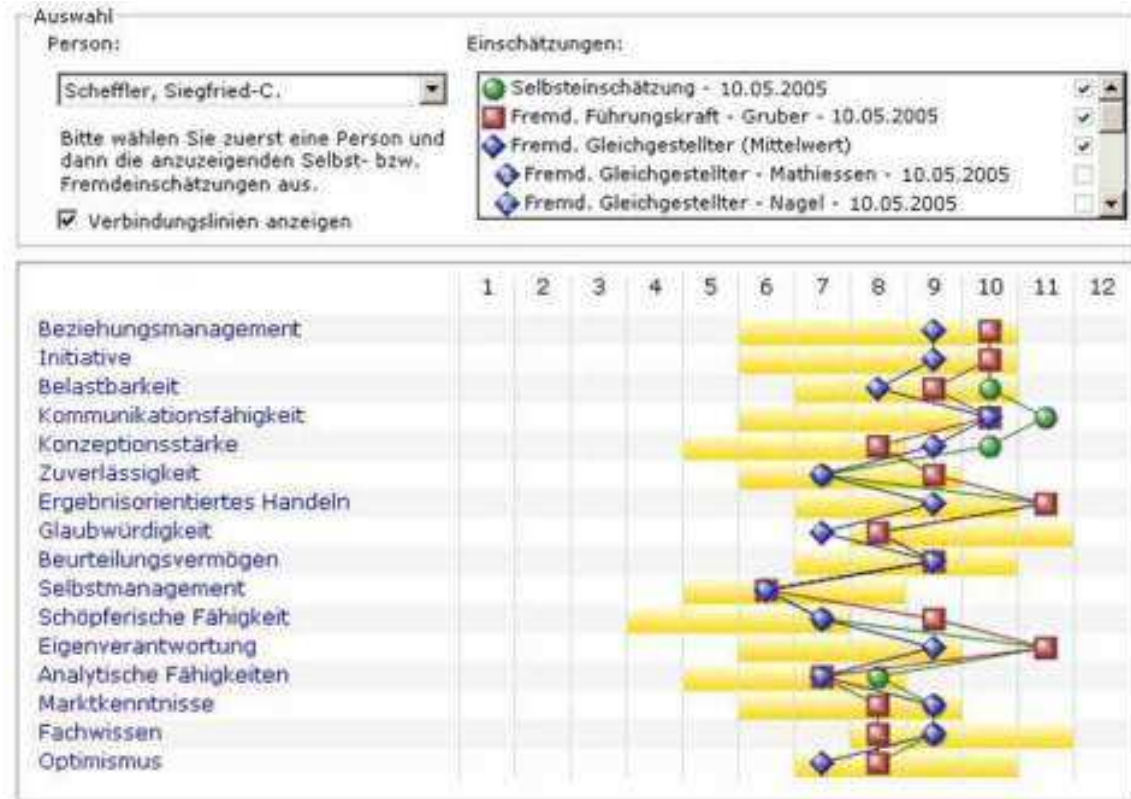 Auswahl
Person:
Scheffler, Siegfried-C.
Bitte wählen Sie zuerst eine Person und
dann die anzuzeigenden Selbst- bzw.
Fremdeinschätzungen aus.
Verbindungslinien anzeigen
Einschätzungen:
Selbsteinschätzung - 10.05.2005
Fremd. Führungskraft - Gruber - 10.05.2005
Fremd. Gleichgestellter (Mittelwert)
Fremd. Gleichgestellter - Mathiessen - 10.05.2005
Fremd. Gleichgestellter - Nagel - 10.05.2005
1 2 3 4 5 6 7 8 9 10 11 12
Beziehungsmanagement
Initiative
Belastbarkeit
Kommunikationsfähigkeit
Konzeptionsstärke
Zuverlässigkeit
Ergebnisorientiertes Handeln
Glaubwürdigkeit
Beurteilungsvermögen
Selbstmanagement
Schöpferische Fähigkeit
Eigenverantwortung
Analytische Fähigkeiten
Marktkenntnisse
Fachwissen
Optimismus